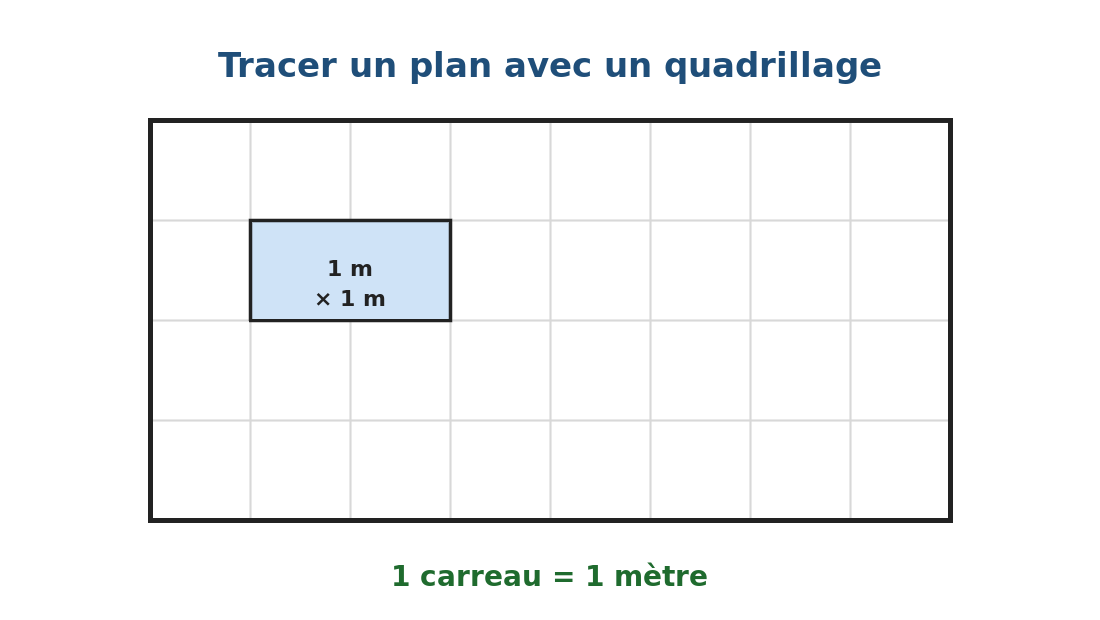 Tracer un plan avec un quadrillage
1 m
× 1 m
1 carreau = 1 mètre